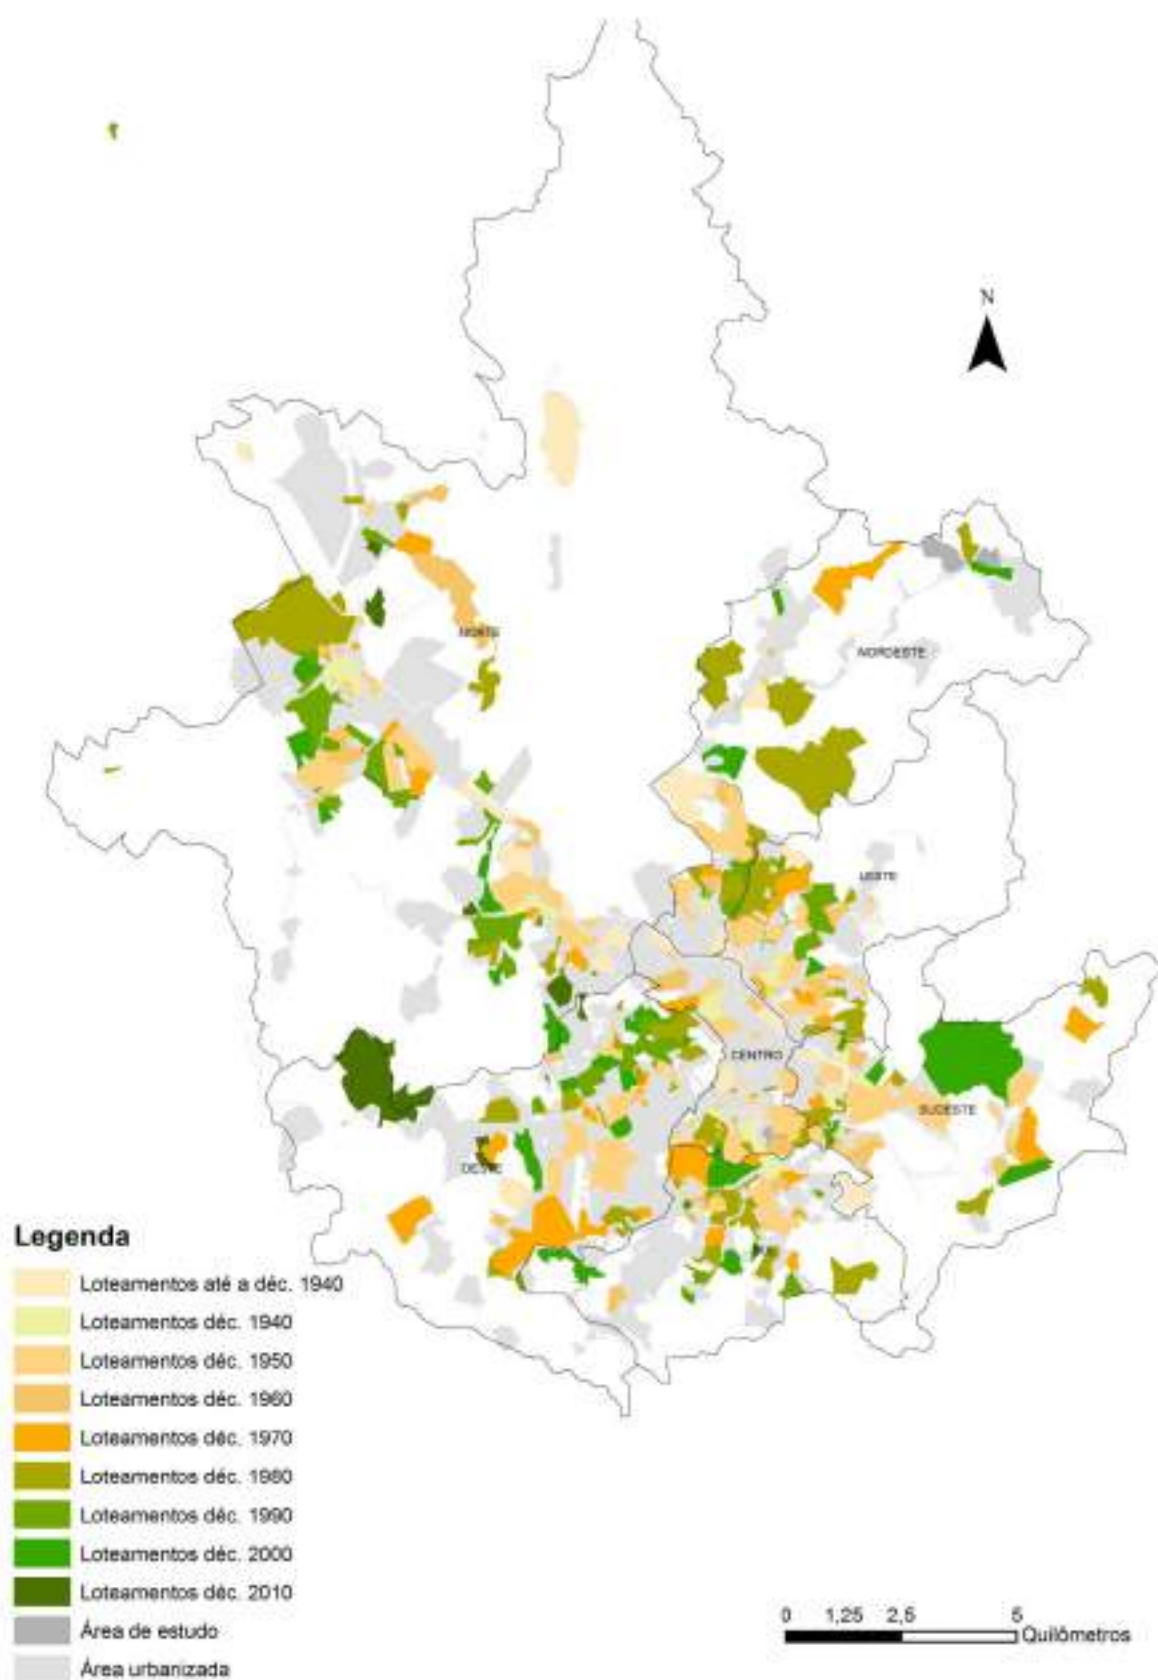 N
NORTE
NORDESTE
LESTE
CENTRO
SUDESTE
OESTE
Legenda
Loteamentos até a déc. 1940
Loteamentos déc. 1940
Loteamentos déc. 1950
Loteamentos déc. 1960
Loteamentos déc. 1970
Loteamentos déc. 1980
Loteamentos déc. 1990
Loteamentos déc. 2000
Loteamentos déc. 2010
Área de estudo
Área urbanizada
0 1,25 2,5 5
Quilômetros